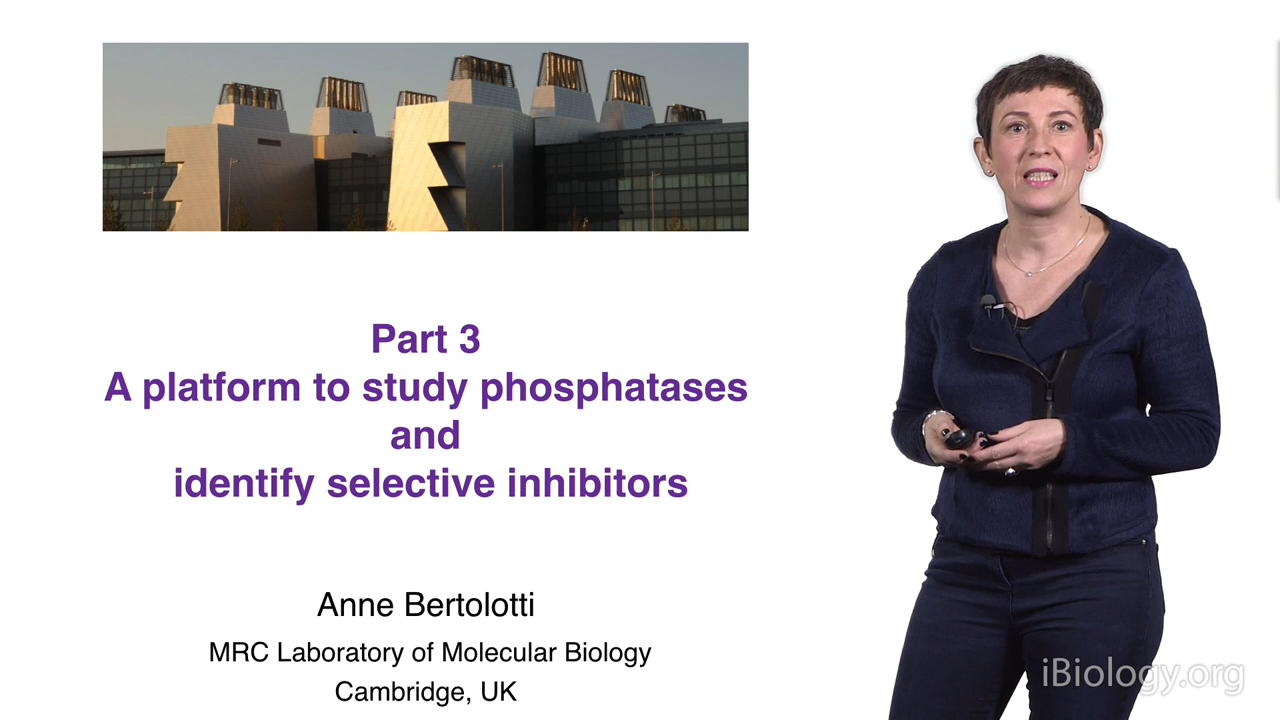 Part 3
A platform to study phosphatases
and
identify selective inhibitors
Anne Bertolotti
MRC Laboratory of Molecular Biology
Cambridge, UK
iBiology.org